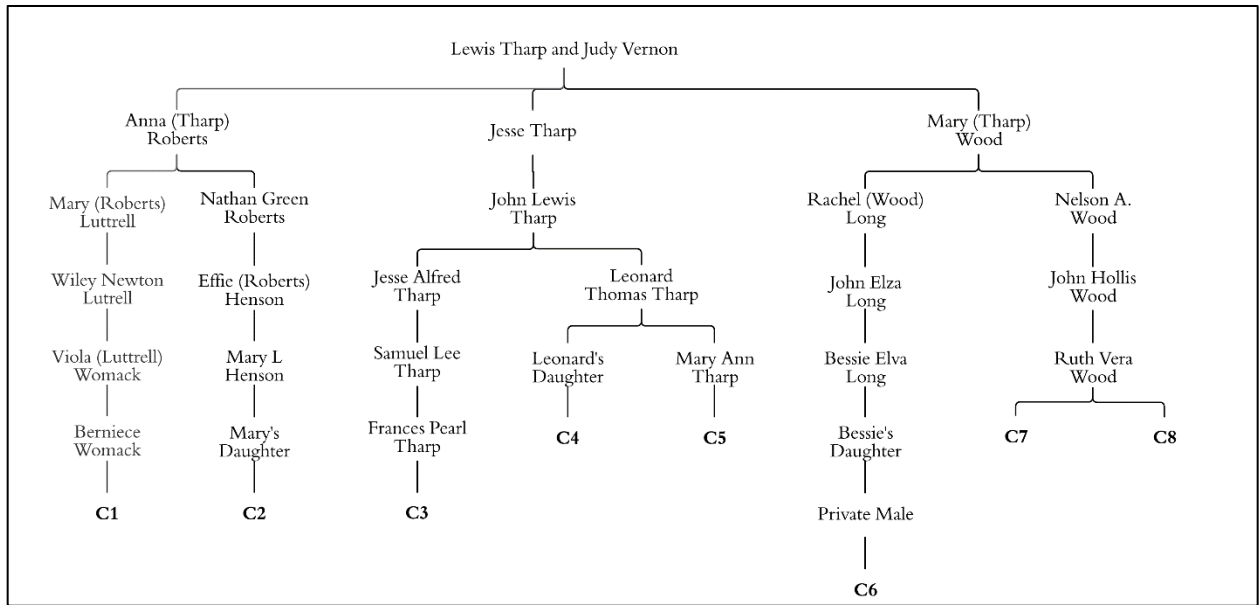 Lewis Tharp and Judy Vernon
Anna (Tharp)
Roberts
Jesse Tharp
Mary (Tharp)
Wood
Mary (Roberts)
Luttrell
Nathan Green
Roberts
John Lewis
Tharp
Rachel (Wood)
Long
Nelson A.
Wood
Wiley Newton
Lutrell
Effie (Roberts)
Henson
Jesse Alfred
Tharp
Leonard
Thomas Tharp
John Elza
Long
John Hollis
Wood
Viola (Luttrell)
Womack
Mary L
Henson
Samuel Lee
Tharp
Leonard's
Daughter
Mary Ann
Tharp
Bessie Elva
Long
Ruth Vera
Wood
Berniece
Womack
Mary's
Daughter
Frances Pearl
Tharp
C4
C5
Bessie's
Daughter
C7
C8
C1
C2
C3
Private Male
C6